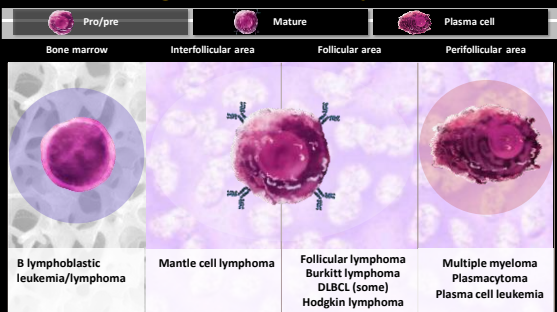 Pro/pre
Mature
Plasma cell
Bone marrow
Interfollicular area
Follicular area
Perifollicular area
B lymphoblastic
leukemia/lymphoma
Mantle cell lymphoma
Follicular lymphoma
Burkitt lymphoma
DLBCL (some)
Hodgkin lymphoma
Multiple myeloma
Plasmacytoma
Plasma cell leukemia